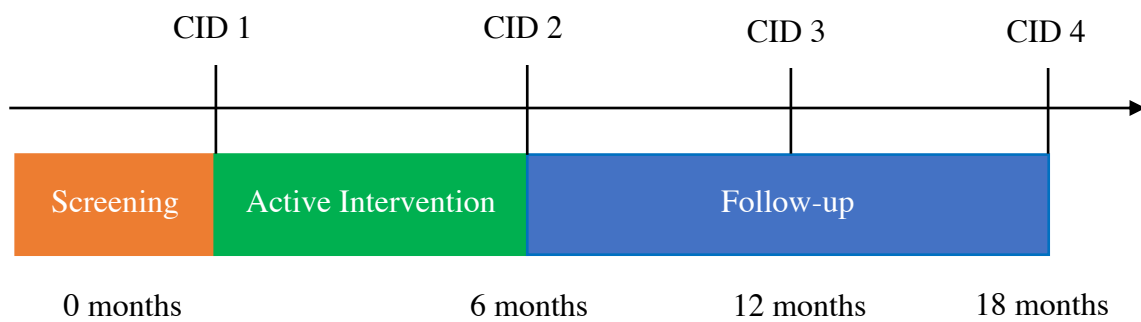 CID 1 CID 2 CID 3 CID 4
Screening Active Intervention Follow-up
0 months 6 months 12 months 18 months